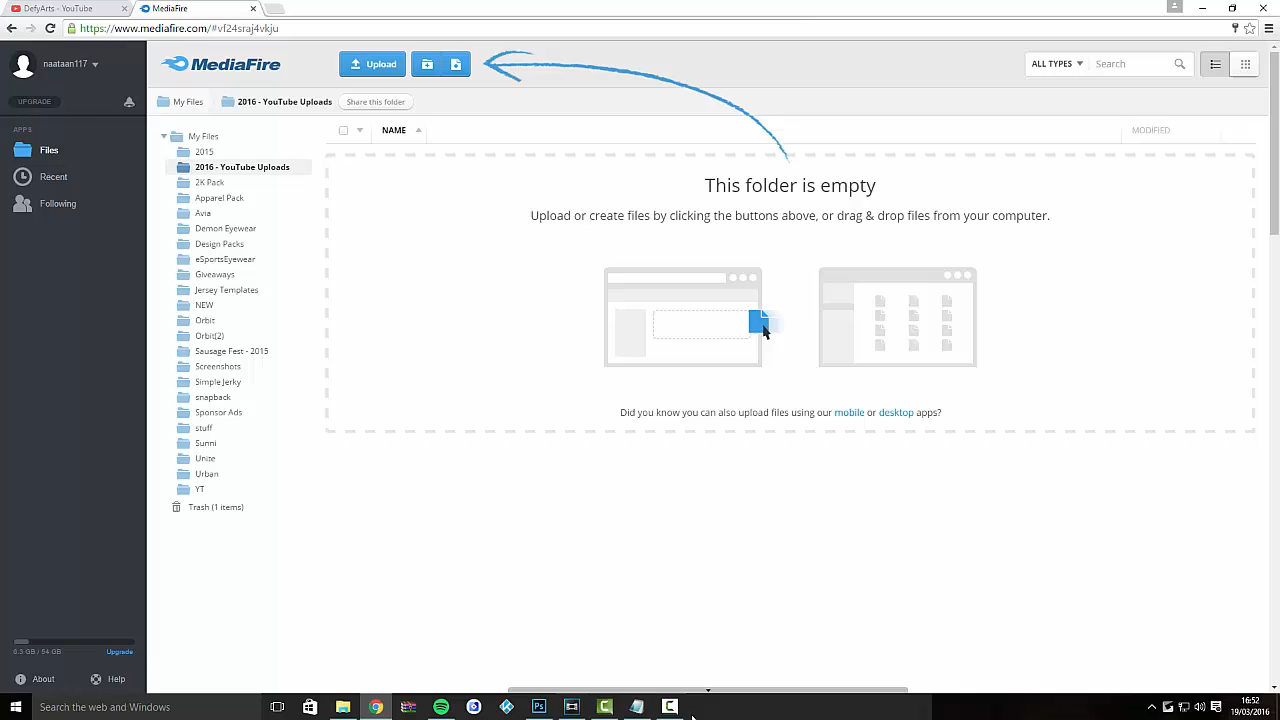 DefyArts - YouTube
MediaFire
https://www.mediafire.com/#vf24sraj4vkju
naataan117
MediaFire
Upload
ALL TYPES
Search
UPGRADE
My Files
2016 - YouTube Uploads
Share this folder
APPS
Files
Recent
Following
My Files
2015
2016 - YouTube Uploads
2K Pack
Apparel Pack
Avia
Demon Eyewear
Design Packs
eSportsEyewear
Giveaways
Jersey Templates
NEW
Orbit
Orbit(2)
Sausage Fest - 2015
Screenshots
Simple Jerky
snapback
Sponsor Ads
stuff
Sunni
Unite
Urban
YT
Trash (1 items)
NAME
MODIFIED
This folder is empty
Upload or create files by clicking the buttons above, or drag & drop files from your computer.
Did you know you can also upload files using our mobile or desktop apps?
6.3 GB / 54 GB
Upgrade
About
Help
Search the web and Windows
Ps
16:52
19/03/2016